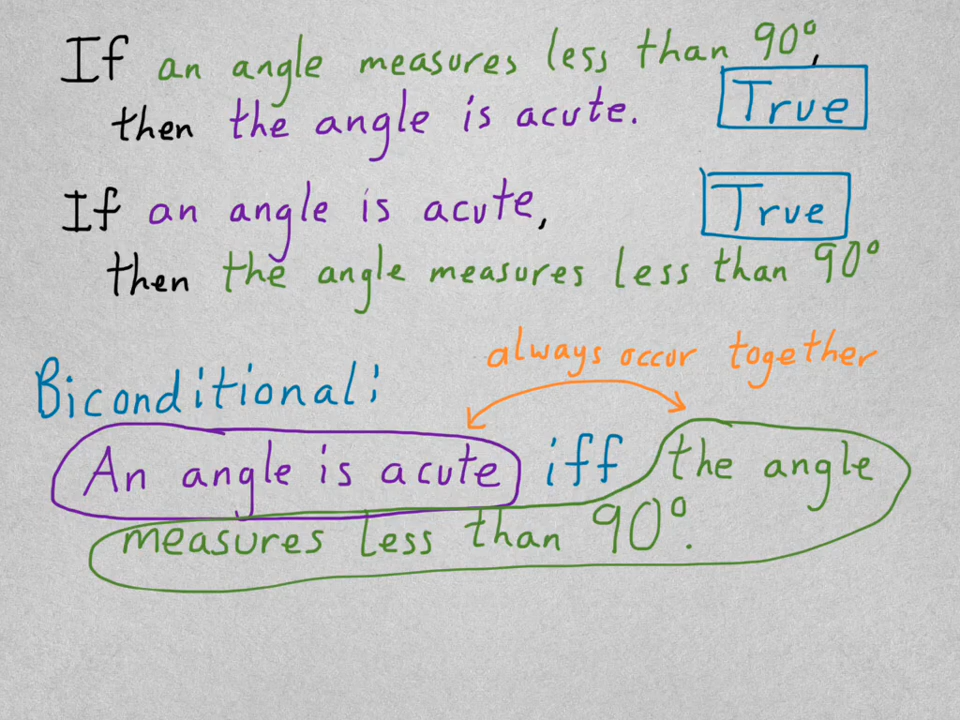 If an angle measures less than 90°,
then the angle is acute. True
If an angle is acute, True
then the angle measures less than 90°
always occur together
Biconditional:
An angle is acute iff the angle
measures less than 90°.